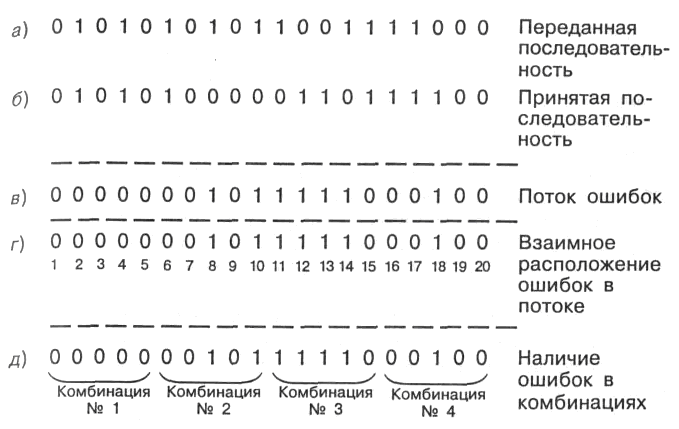 а) 0 1 0 1 0 1 0 1 0 1 1 0 0 1 1 1 1 0 0 0 Переданная
последователь-
ность
б) 0 1 0 1 0 1 0 0 0 0 0 1 1 0 1 1 1 1 0 0 Принятая по-
следователь-
ность
в) 0 0 0 0 0 0 0 1 0 1 1 1 1 1 0 0 0 1 0 0 Поток ошибок
г) 0 0 0 0 0 0 0 1 0 1 1 1 1 1 0 0 0 1 0 0 Взаимное
1 2 3 4 5 6 7 8 9 10 11 12 13 14 15 16 17 18 19 20 расположение
ошибок в
потоке
д) 0 0 0 0 0 0 0 1 0 1 1 1 1 1 0 0 0 1 0 0 Наличие
ошибок в
комбинациях
Комбинация
№ 1
Комбинация
№ 2
Комбинация
№ 3
Комбинация
№ 4